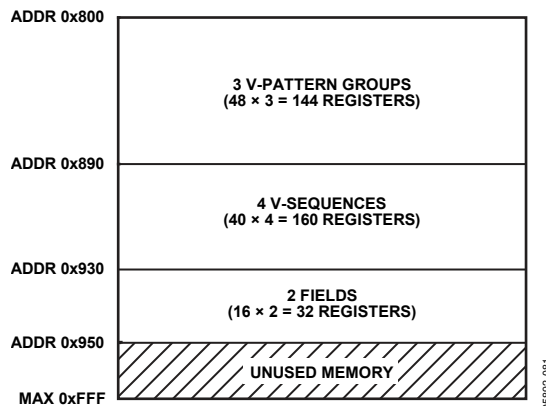 ADDR 0x800
3 V-PATTERN GROUPS
(48 × 3 = 144 REGISTERS)
ADDR 0x890
4 V-SEQUENCES
(40 × 4 = 160 REGISTERS)
ADDR 0x930
2 FIELDS
(16 × 2 = 32 REGISTERS)
ADDR 0x950
UNUSED MEMORY
MAX 0xFFF